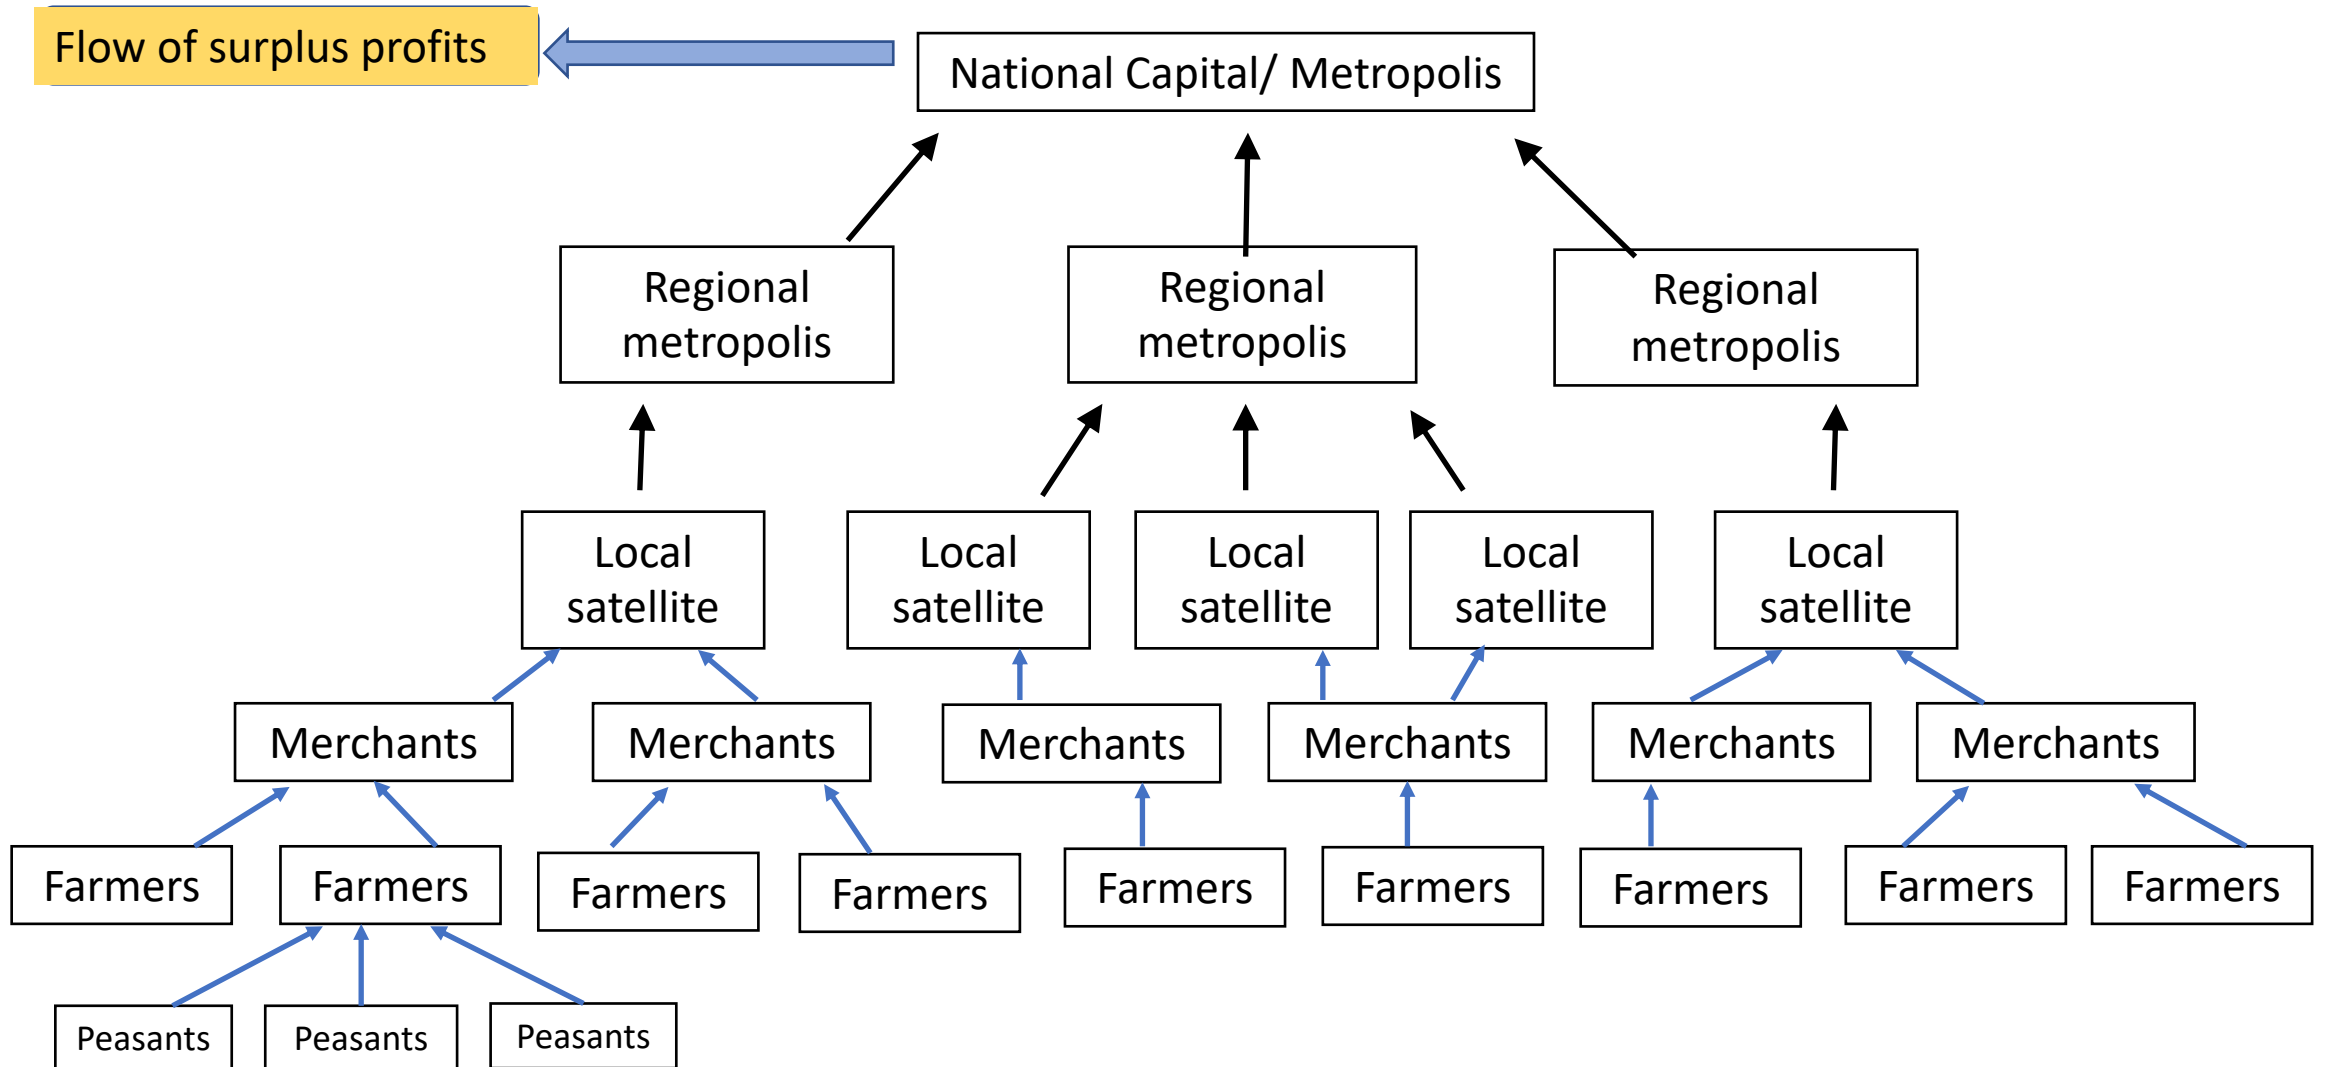 Flow of surplus profits
National Capital/ Metropolis
Regional
metropolis
Regional
metropolis
Regional
metropolis
Local
satellite
Local
satellite
Local
satellite
Local
satellite
Local
satellite
Merchants
Merchants
Merchants
Merchants
Merchants
Merchants
Farmers
Farmers
Farmers
Farmers
Farmers
Farmers
Farmers
Farmers
Farmers
Peasants
Peasants
Peasants